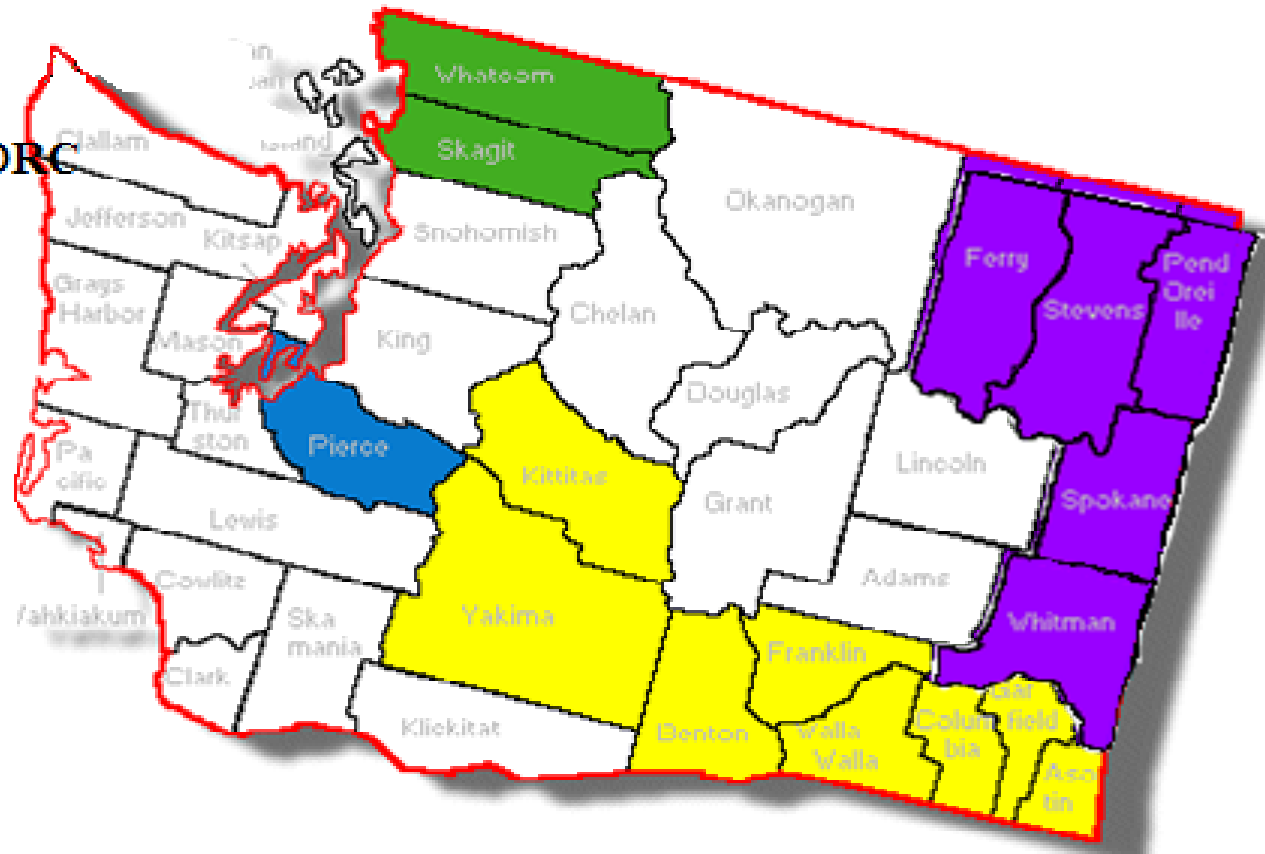 Whatcom
Clallam
Skagit
Okanogan
Jefferson
Kitsap
Snohomish
Ferry
Pend
Orei
lle
Stevens
Grays
Harbor
Chelan
Mason
King
Douglas
Thur
ston
Pierce
Pa
cific
Kittitas
Lincoln
Grant
Spokane
Lewis
Cowlitz
Adams
Yakima
Whitman
ahkiakum
Ska
mania
Franklin
Clark
Gar
field
Colum
bia
Klickitat
Benton
Walla
Walla
Aso
tin